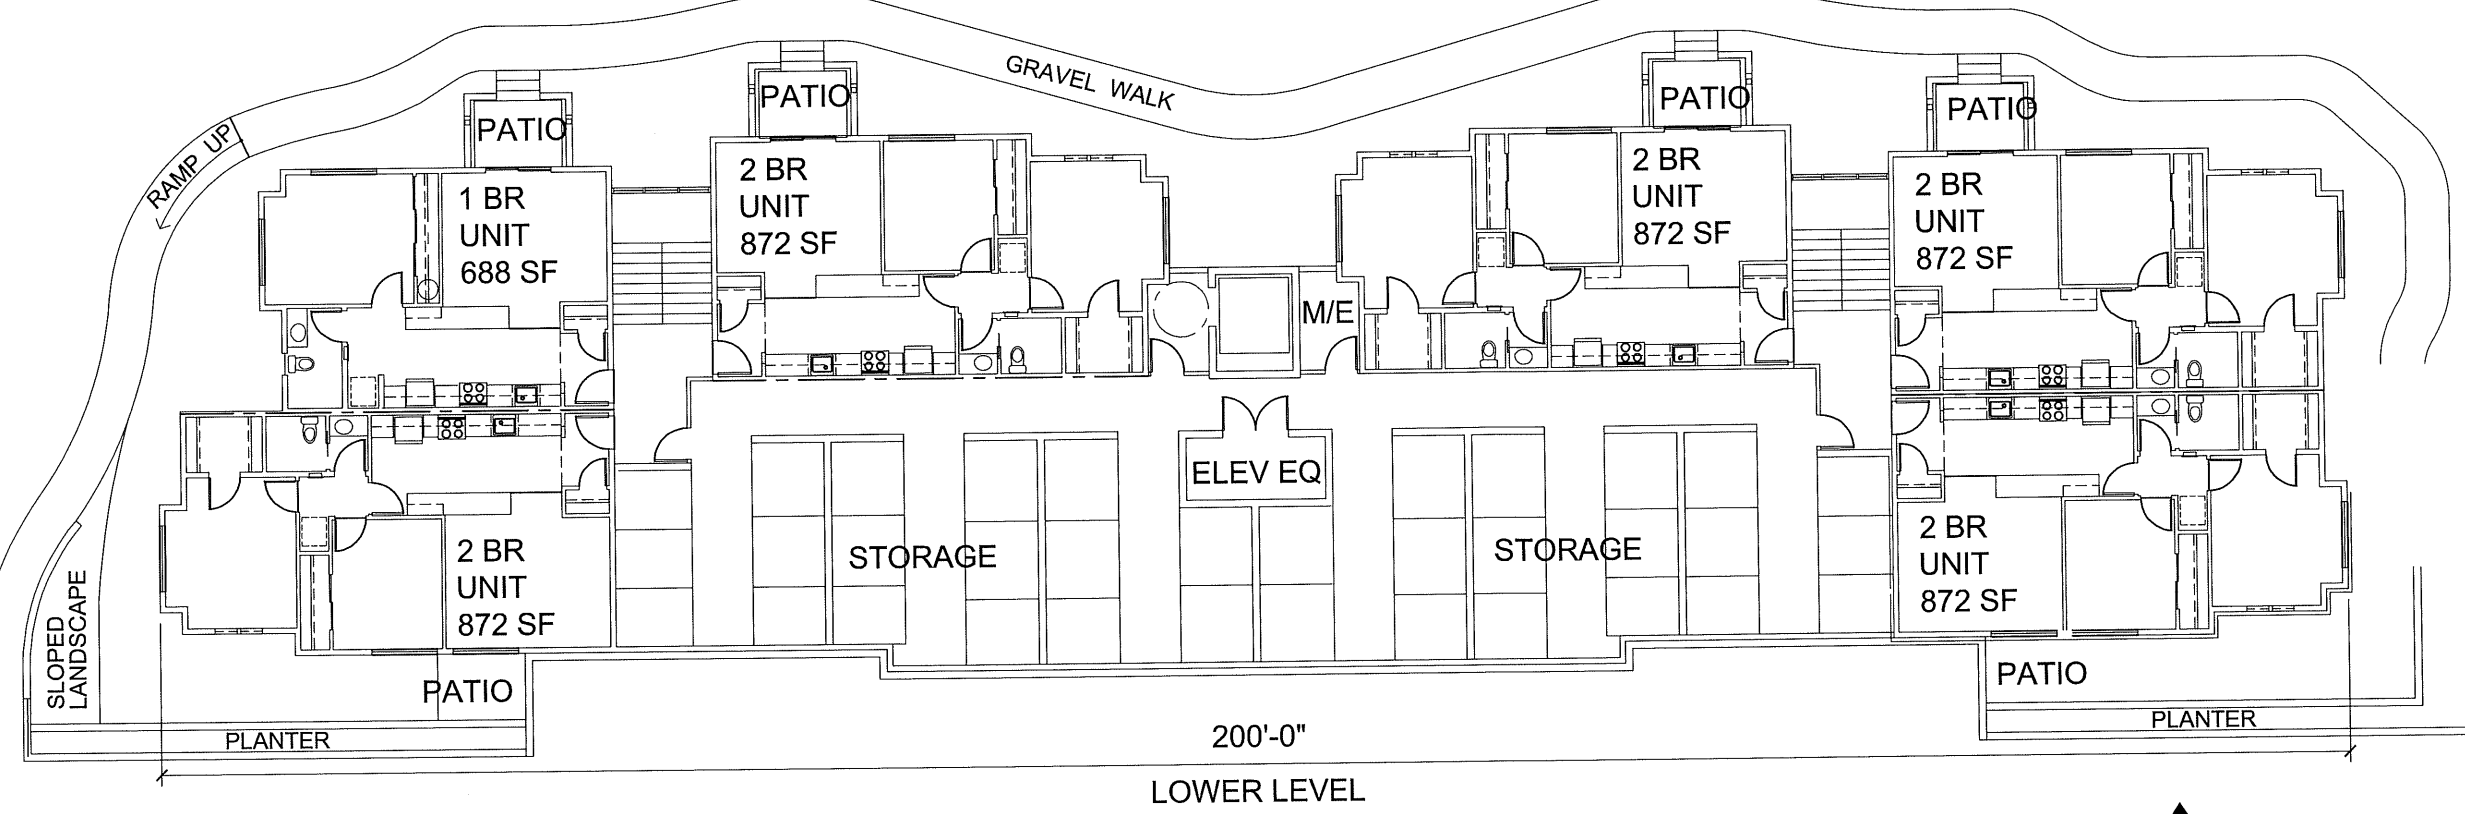 GRAVEL WALK
RAMP UP
PATIO
PATIO
PATIO
PATIO
1 BR
UNIT
688 SF
2 BR
UNIT
872 SF
2 BR
UNIT
872 SF
2 BR
UNIT
872 SF
M/E
ELEV EQ
STORAGE
STORAGE
2 BR
UNIT
872 SF
2 BR
UNIT
872 SF
SLOPED
LANDSCAPE
PATIO
PATIO
PLANTER
PLANTER
200'-0"
LOWER LEVEL